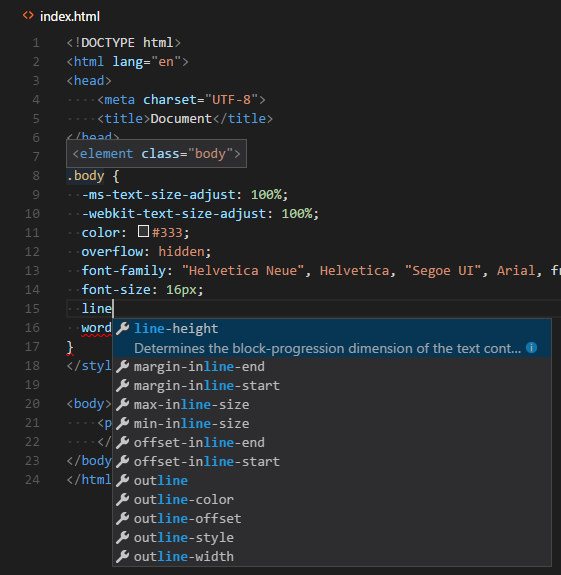 index.html
1 <!DOCTYPE html>
2 <html lang="en">
3 <head>
4 <meta charset="UTF-8">
5 <title>Document</title>
6 </head>
7 <element class="body">
8 .body {
9 -ms-text-size-adjust: 100%;
10 -webkit-text-size-adjust: 100%;
11 color: #333;
12 overflow: hidden;
13 font-family: "Helvetica Neue", Helvetica, "Segoe UI", Arial, fr
14 font-size: 16px;
15 line
16 word
line-height
Determines the block-progression dimension of the text cont...
17 }
18 </styl
margin-inline-end
19
margin-inline-start
20 <body>
max-inline-size
21 <p
min-inline-size
22 </
offset-inline-end
23 </body
offset-inline-start
24 </html
outline
outline-color
outline-offset
outline-style
outline-width